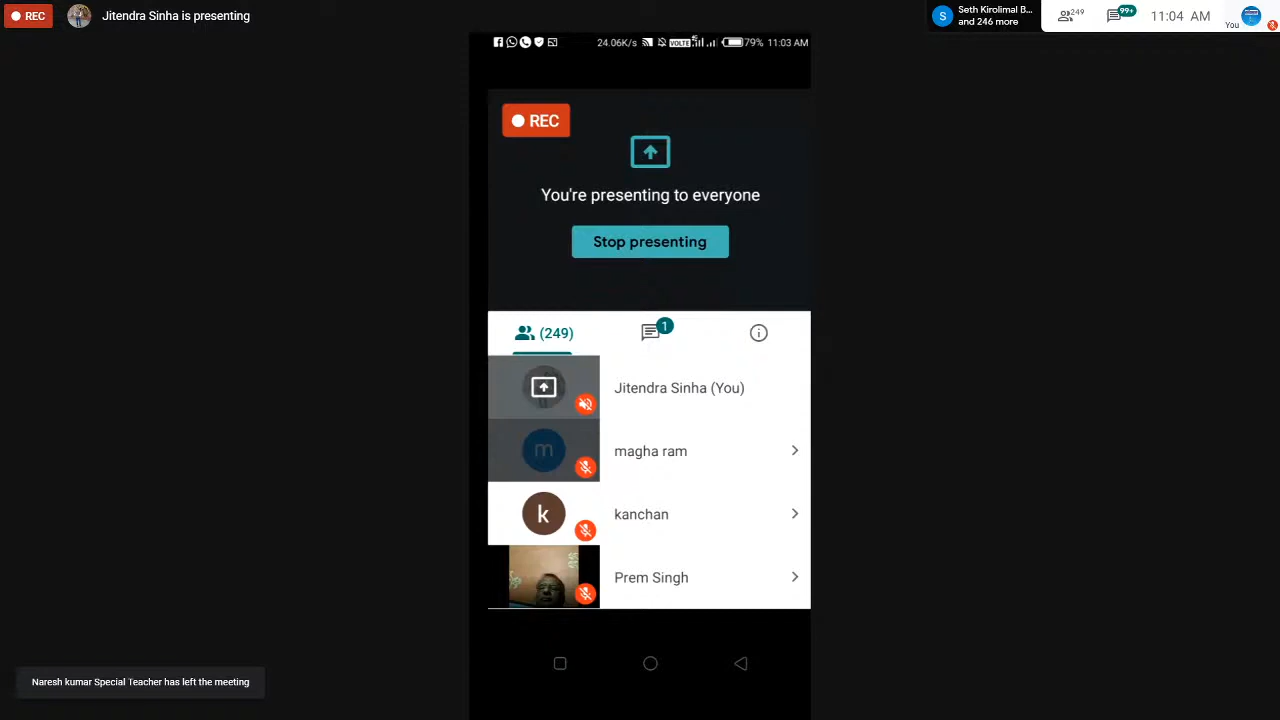 REC
Jitendra Sinha is presenting
S
Seth Kirolimal B...
and 246 more
249
99+
11:04 AM
You
24.06K/s
VOLTE
4G
79%
11:03 AM
REC
You're presenting to everyone
Stop presenting
(249)
1
Jitendra Sinha (You)
m
magha ram
k
kanchan
Prem Singh
Naresh kumar Special Teacher has left the meeting